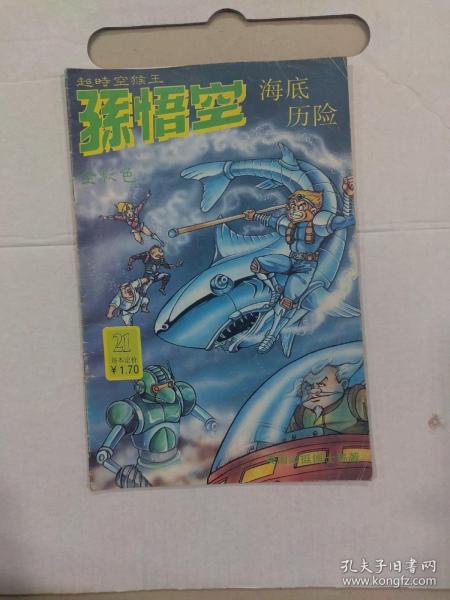 超時空猴王
孫悟空
海底
历险
全彩色
21
每本定价
¥1.70
孔夫子旧书网
www.kongfz.com